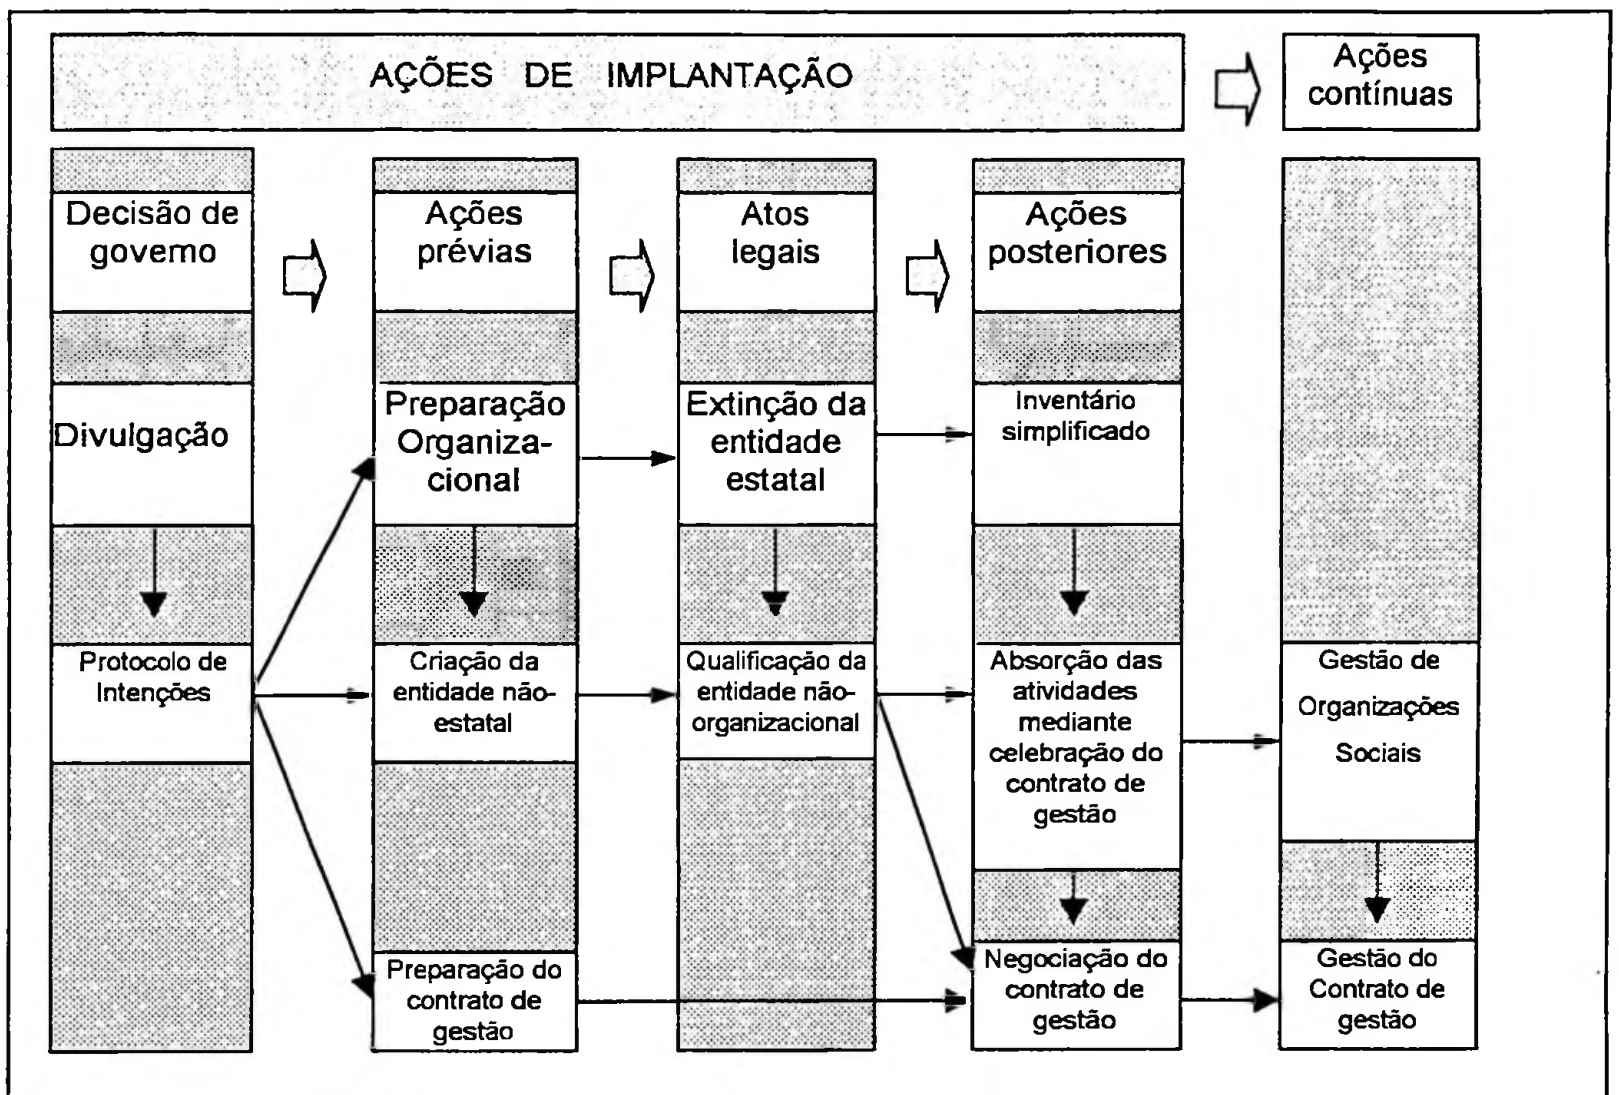 AÇÕES DE IMPLANTAÇÃO
Ações
contínuas
Decisão de
governo
Ações
prévias
Atos
legais
Ações
posteriores
Divulgação
Preparação
Organiza-
cional
Extinção da
entidade
estatal
Inventário
simplificado
Protocolo de
Intenções
Criação da
entidade não-
estatal
Qualificação da
entidade não-
organizacional
Absorção das
atividades
mediante
celebração do
contrato de
gestão
Gestão de
Organizações
Sociais
Preparação do
contrato de
gestão
Negociação do
contrato de
gestão
Gestão do
Contrato de
gestão